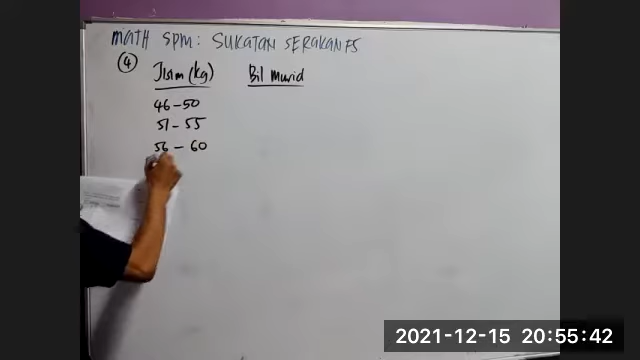 math spm: SUKATAN SERAKAN F5
4 Jisim (kg) Bil Murid
46-50
51-55
56-60
2021-12-15 20:55:42